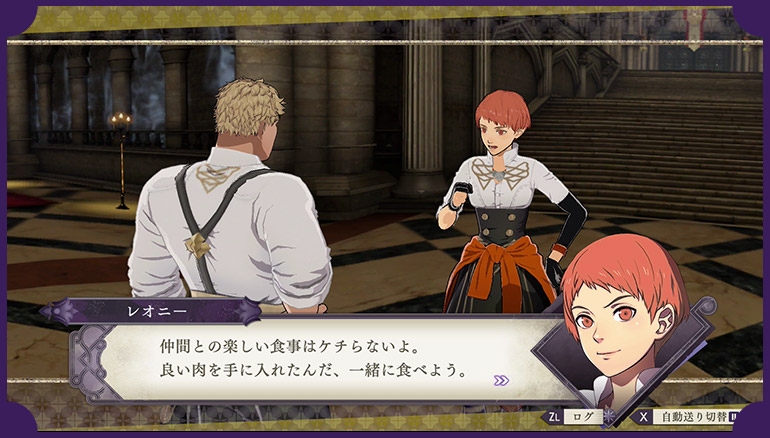 レオニー
仲間との楽しい食事はケチらないよ。
良い肉を手に入れたんだ、一緒に食べよう。
ZL ログ X 自動送り切替